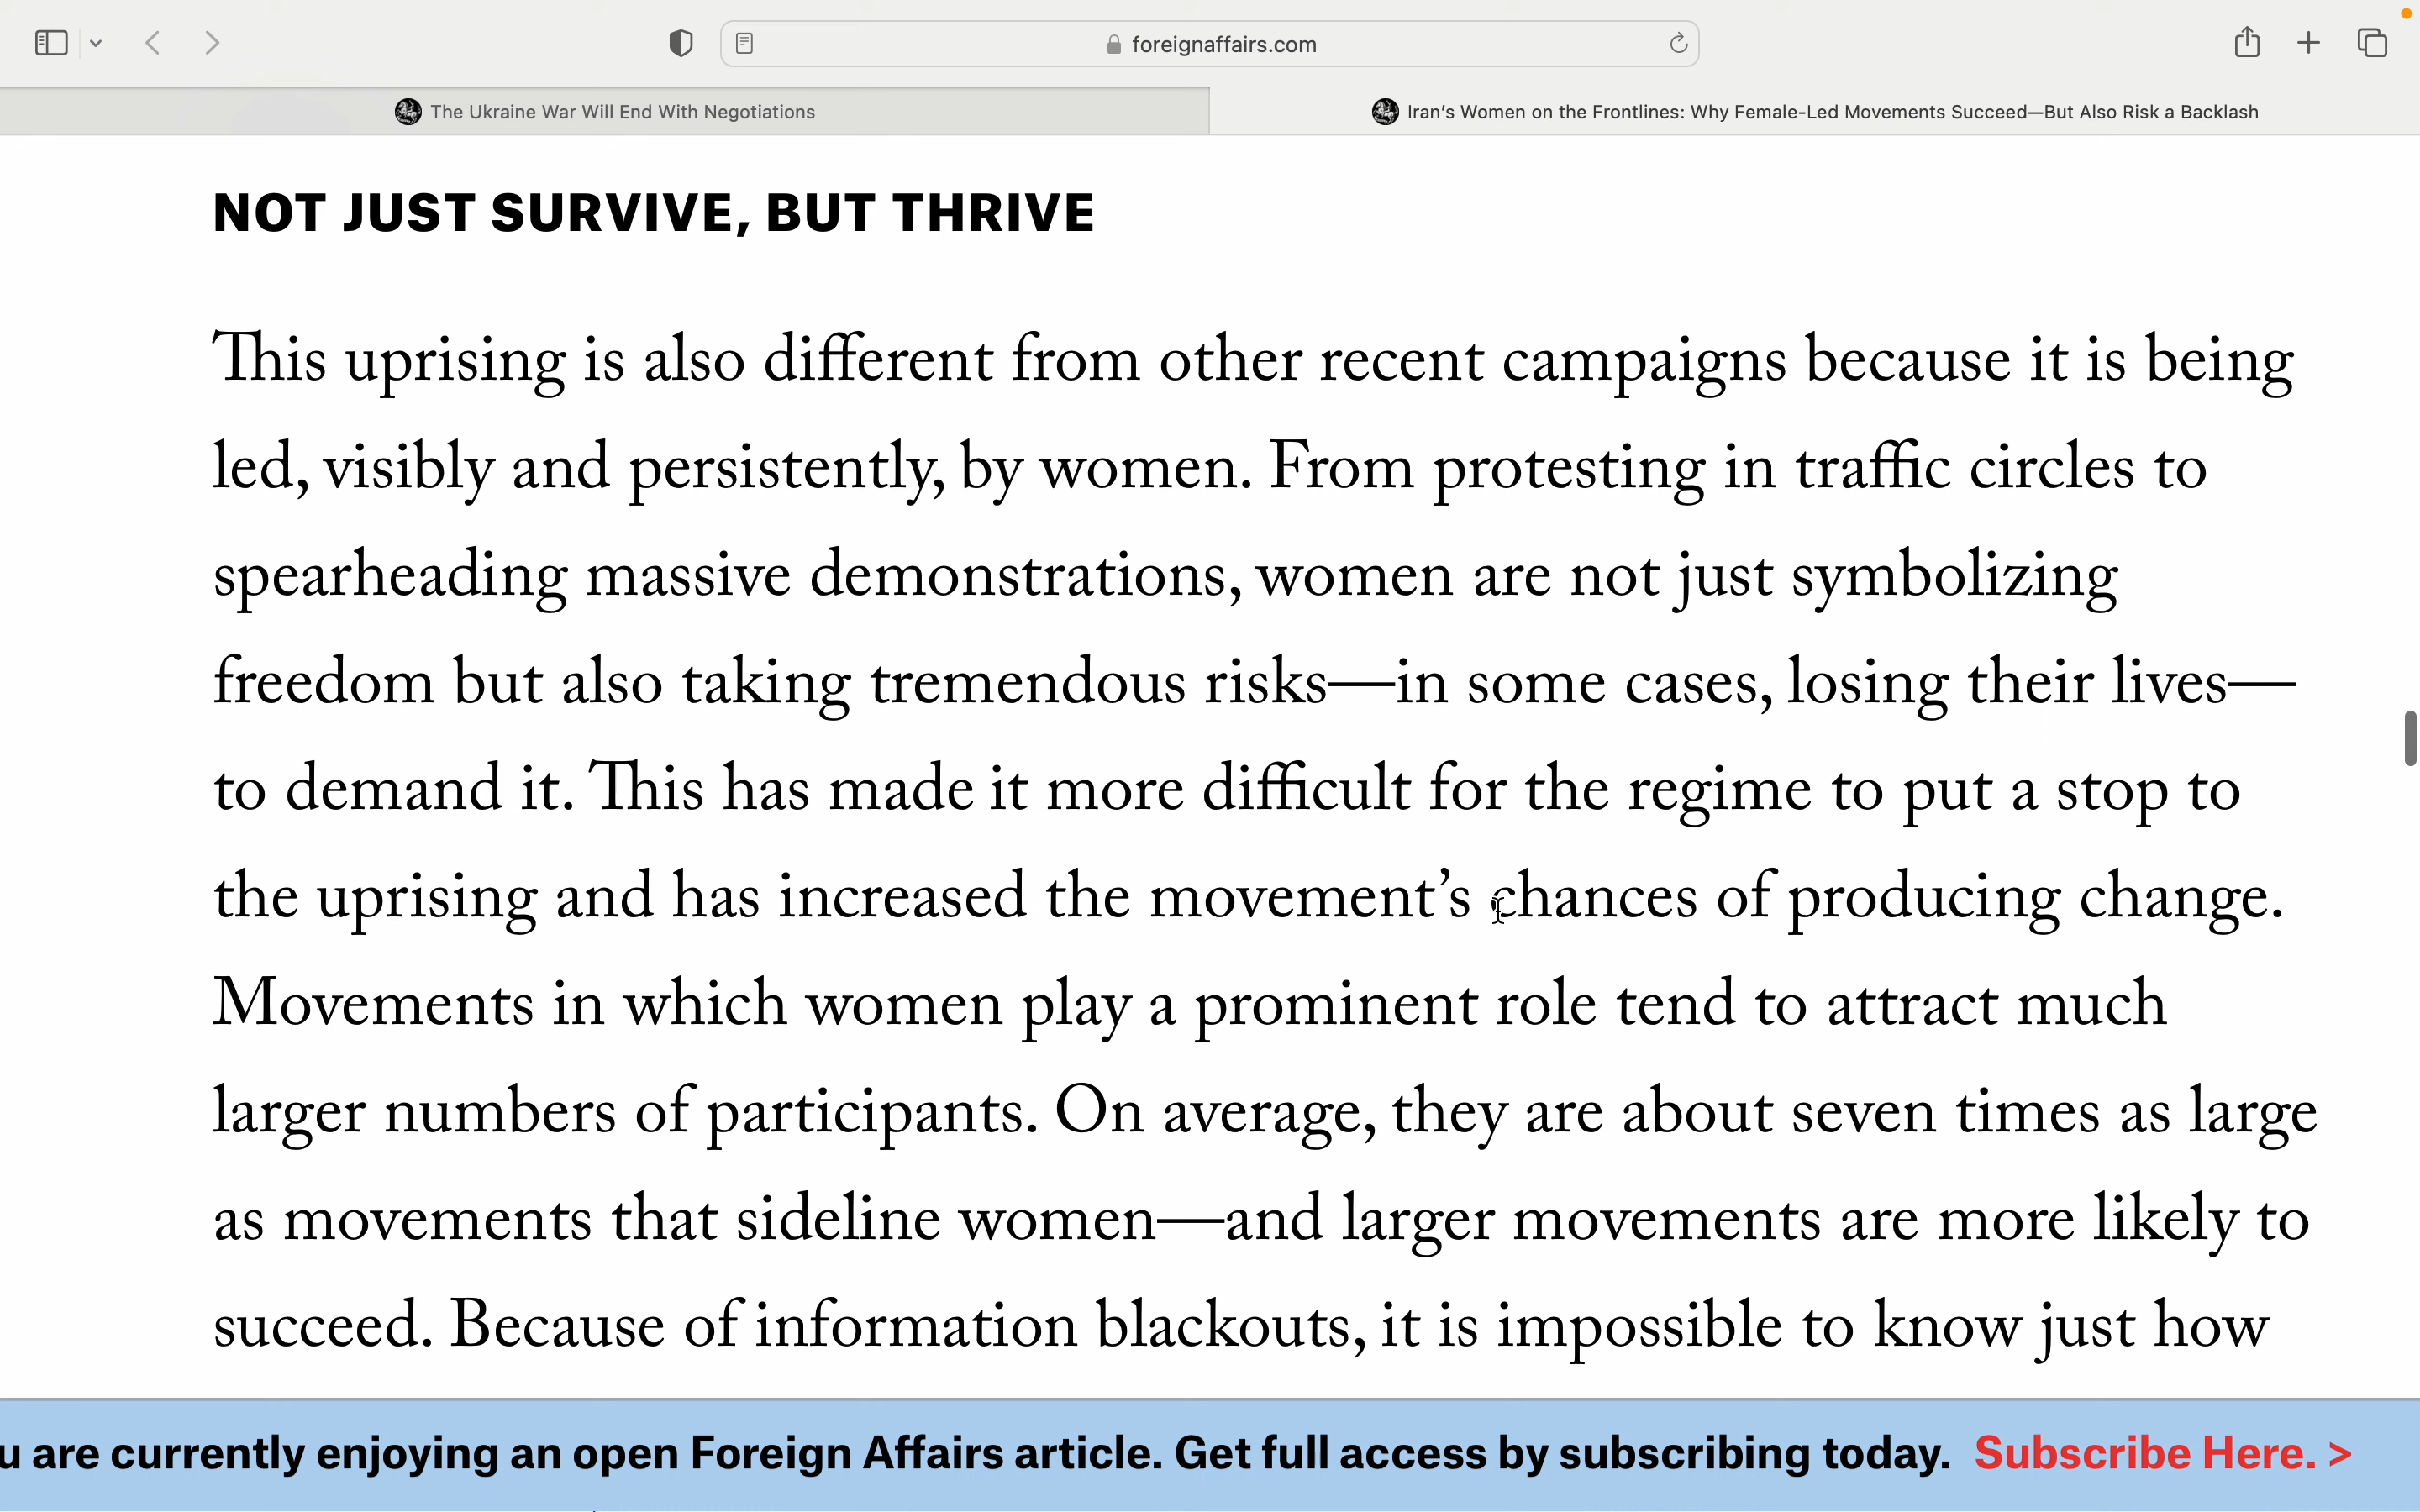 foreignaffairs.com
The Ukraine War Will End With Negotiations
Iran’s Women on the Frontlines: Why Female-Led Movements Succeed—But Also Risk a Backlash
NOT JUST SURVIVE, BUT THRIVE
This uprising is also different from other recent campaigns because it is being
led, visibly and persistently, by women. From protesting in traffic circles to
spearheading massive demonstrations, women are not just symbolizing
freedom but also taking tremendous risks—in some cases, losing their lives—
to demand it. This has made it more difficult for the regime to put a stop to
the uprising and has increased the movement’s chances of producing change.
Movements in which women play a prominent role tend to attract much
larger numbers of participants. On average, they are about seven times as large
as movements that sideline women—and larger movements are more likely to
succeed. Because of information blackouts, it is impossible to know just how
u are currently enjoying an open Foreign Affairs article. Get full access by subscribing today. Subscribe Here. >